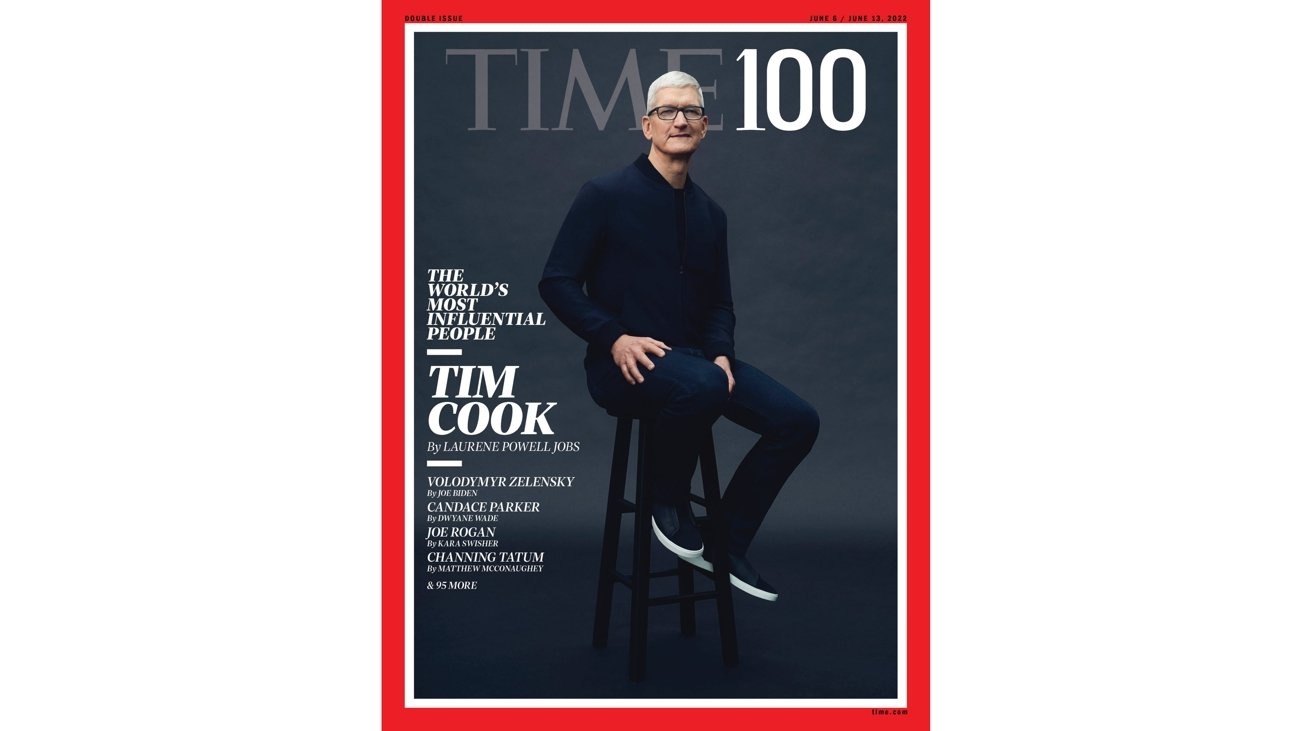 DOUBLE ISSUE
JUNE 6 / JUNE 13, 2022
TIME 100
THE
WORLD'S
MOST
INFLUENTIAL
PEOPLE
TIM
COOK
By LAURENE POWELL JOBS
VOLODYMYR ZELENSKY
By JOE BIDEN
CANDACE PARKER
By DWYANE WADE
JOE ROGAN
By KARA SWISHER
CHANNING TATUM
By MATTHEW MCCONAUGHEY
& 95 MORE
time.com